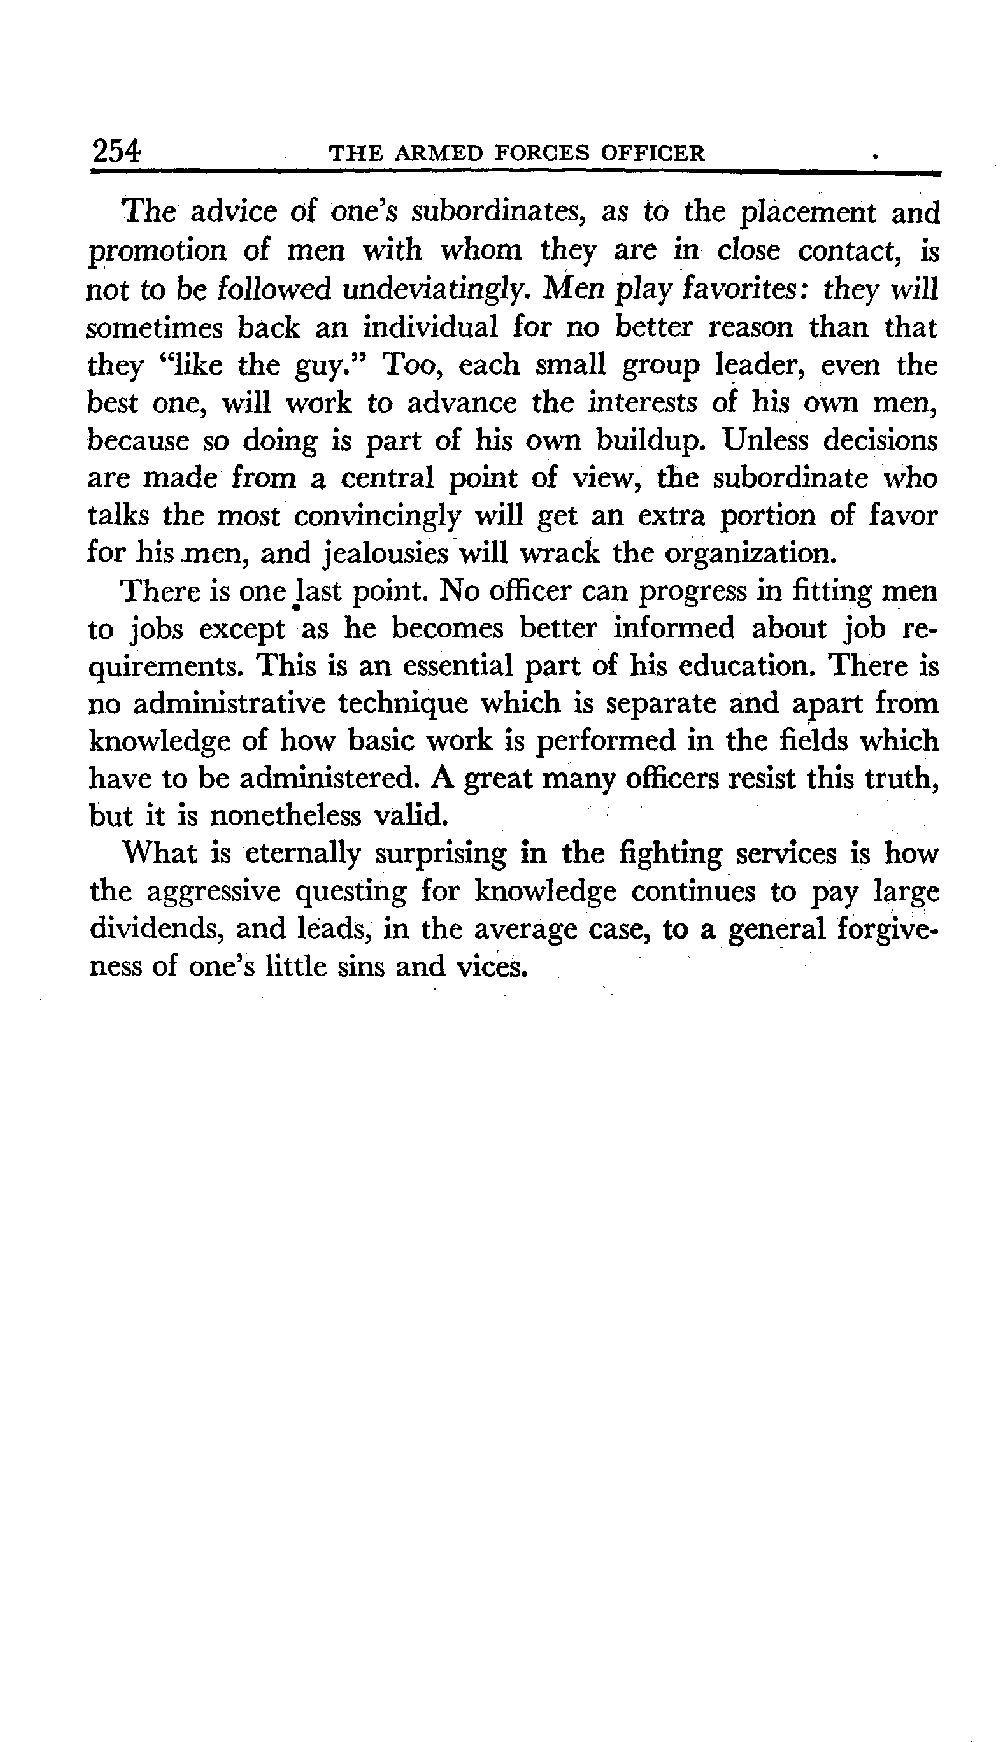 254 THE ARMED FORCES OFFICER
The advice of one's subordinates, as to the placement and
promotion of men with whom they are in close contact, is
not to be followed undeviatingly. Men play favorites: they will
sometimes back an individual for no better reason than that
they “like the guy.” Too, each small group leader, even the
best one, will work to advance the interests of his own men,
because so doing is part of his own buildup. Unless decisions
are made from a central point of view, the subordinate who
talks the most convincingly will get an extra portion of favor
for his men, and jealousies will wrack the organization.
There is one last point. No officer can progress in fitting men
to jobs except as he becomes better informed about job re-
quirements. This is an essential part of his education. There is
no administrative technique which is separate and apart from
knowledge of how basic work is performed in the fields which
have to be administered. A great many officers resist this truth,
but it is nonetheless valid.
What is eternally surprising in the fighting services is how
the aggressive questing for knowledge continues to pay large
dividends, and leads, in the average case, to a general forgive-
ness of one's little sins and vices.